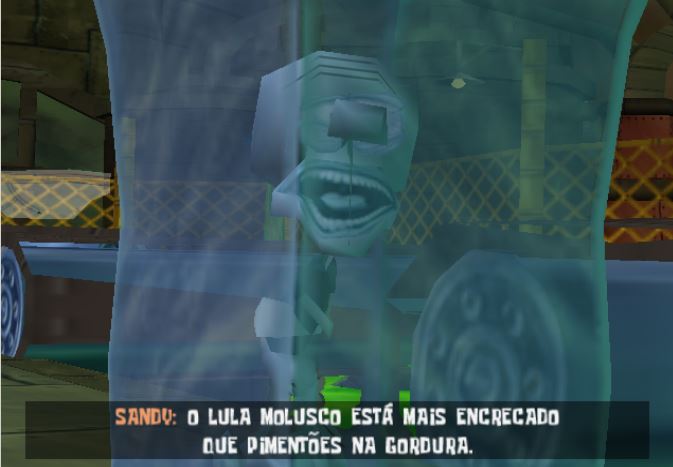 SANDY: O LULA MOLUSCO ESTÁ MAIS ENCRECADO
QUE PIMENTÕES NA GORDURA.